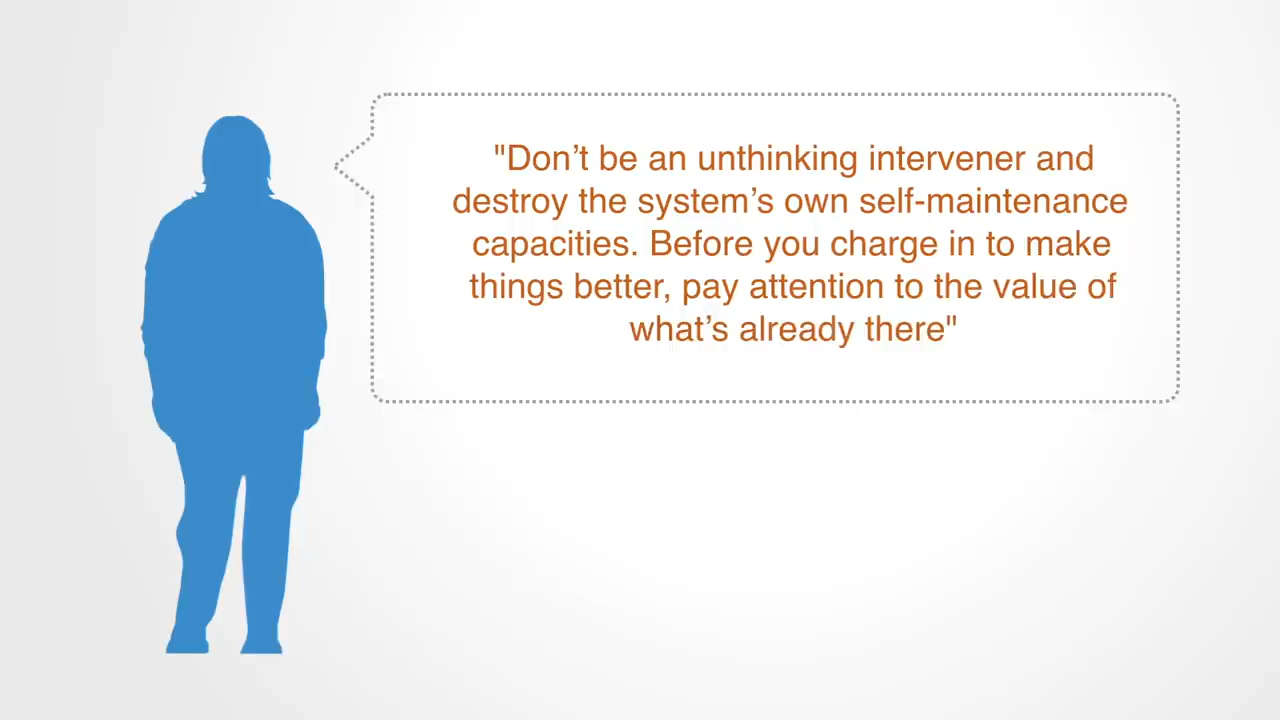 "Don’t be an unthinking intervener and
destroy the system’s own self-maintenance
capacities. Before you charge in to make
things better, pay attention to the value of
what’s already there"